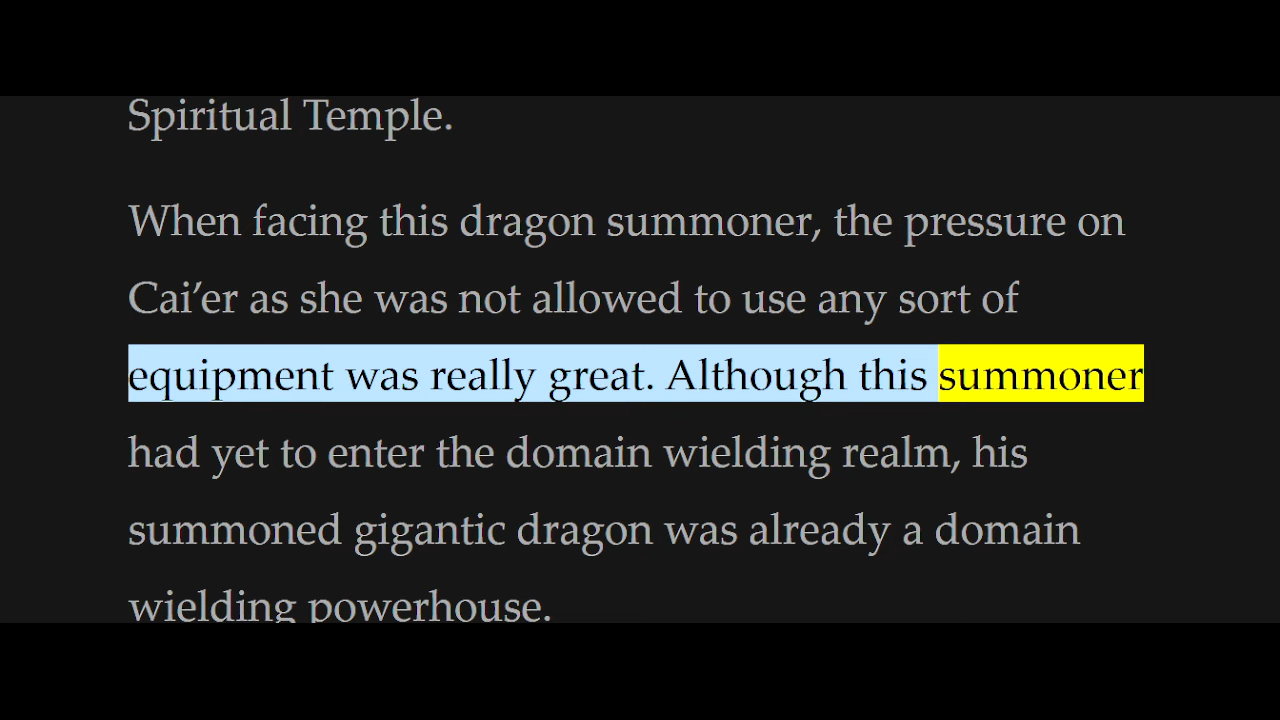 Spiritual Temple.
When facing this dragon summoner, the pressure on
Cai’er as she was not allowed to use any sort of
equipment was really great. Although this summoner
had yet to enter the domain wielding realm, his
summoned gigantic dragon was already a domain
wielding powerhouse.